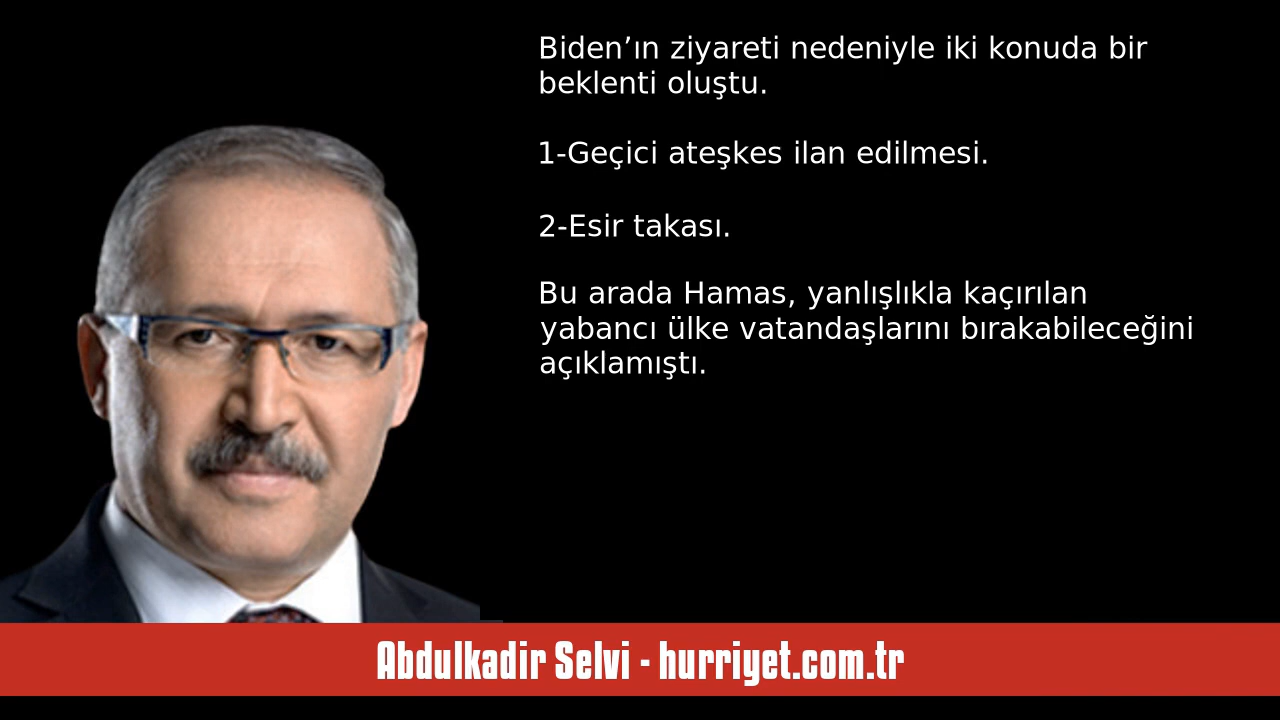 Biden’ın ziyareti nedeniyle iki konuda bir
beklenti oluştu.
1-Geçici ateşkes ilan edilmesi.
2-Esir takası.
Bu arada Hamas, yanlışlıkla kaçırılan
yabancı ülke vatandaşlarını bırakabileceğini
açıklamıştı.
Abdulkadir Selvi - hurriyet.com.tr